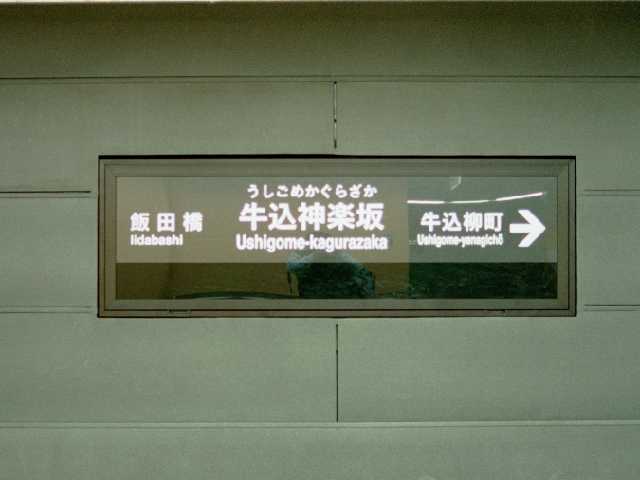 うしごめかぐらざか
飯田橋 牛込神楽坂 牛込柳町
Iidabashi Ushigome-kagurazaka Ushigome-yanagichō